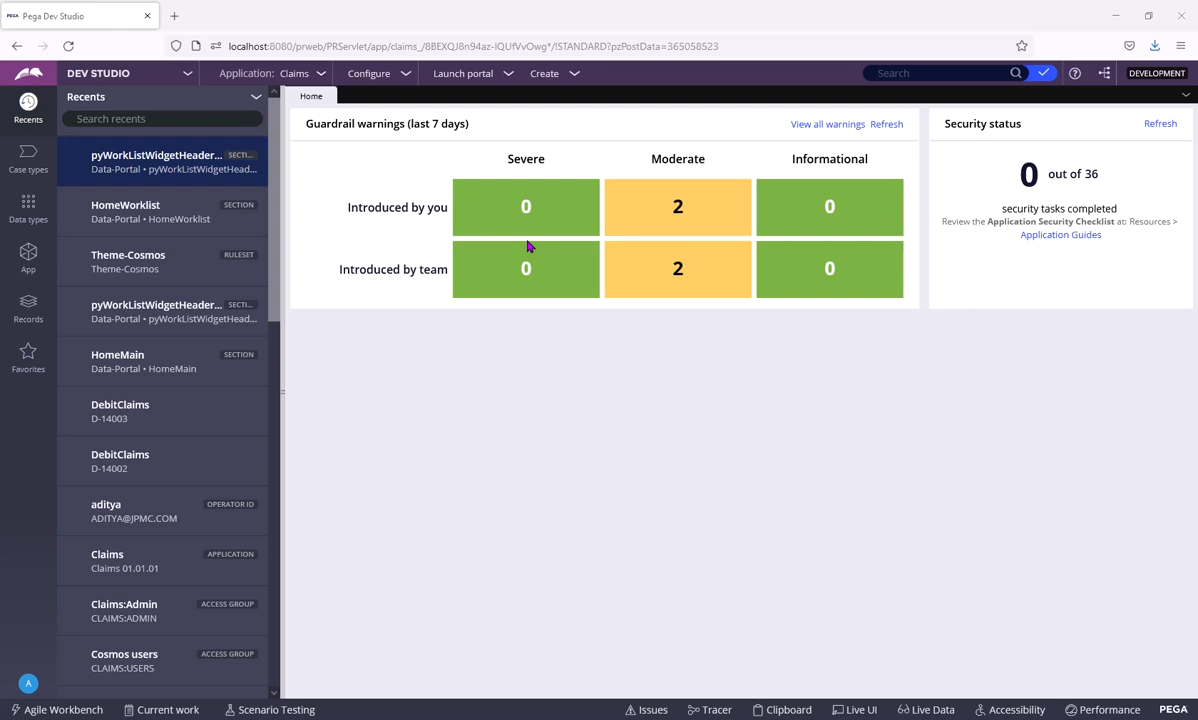 PEGA Pega Dev Studio
localhost:8080/prweb/PRServlet/app/claims_/8BEXQJ8n94az-IQUfVvOwg*/!STANDARD?pzPostData=365058523
DEV STUDIO
Application: Claims
Configure
Launch portal
Create
Search
DEVELOPMENT
Recents
Case types
Data types
App
Records
Favorites
A
Recents
Search recents
pyWorkListWidgetHeader... SECTI...
Data-Portal • pyWorkListWidgetHead...
HomeWorklist SECTION
Data-Portal • HomeWorklist
Theme-Cosmos RULESET
Theme-Cosmos
pyWorkListWidgetHeader... SECTI...
Data-Portal • pyWorkListWidgetHead...
HomeMain SECTION
Data-Portal • HomeMain
DebitClaims
D-14003
DebitClaims
D-14002
aditya OPERATOR ID
ADITYA@JPMC.COM
Claims APPLICATION
Claims 01.01.01
Claims:Admin ACCESS GROUP
CLAIMS:ADMIN
Cosmos users ACCESS GROUP
CLAIMS:USERS
Home
Guardrail warnings (last 7 days) View all warnings Refresh
Severe Moderate Informational
Introduced by you 0 2 0
Introduced by team 0 2 0
Security status Refresh
0 out of 36
security tasks completed
Review the Application Security Checklist at: Resources >
Application Guides
Agile Workbench Current work Scenario Testing Issues Tracer Clipboard Live UI Live Data Accessibility Performance PEGA